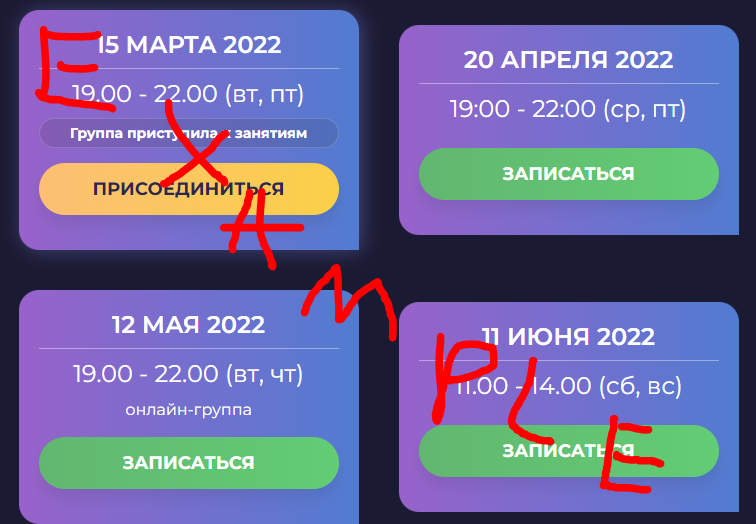 15 МАРТА 2022
19.00 - 22.00 (вт, пт)
Группа приступила к занятиям
ПРИСОЕДИНИТЬСЯ
20 АПРЕЛЯ 2022
19:00 - 22:00 (ср, пт)
ЗАПИСАТЬСЯ
12 МАЯ 2022
19.00 - 22.00 (вт, чт)
онлайн-группа
ЗАПИСАТЬСЯ
11 ИЮНЯ 2022
11.00 - 14.00 (сб, вс)
ЗАПИСАТЬСЯ
EXAMPLE